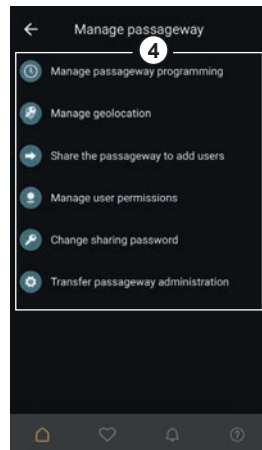 Manage passageway
4
Manage passageway programming
Manage geolocation
Share the passageway to add users
Manage user permissions
Change sharing password
Transfer passageway administration
?